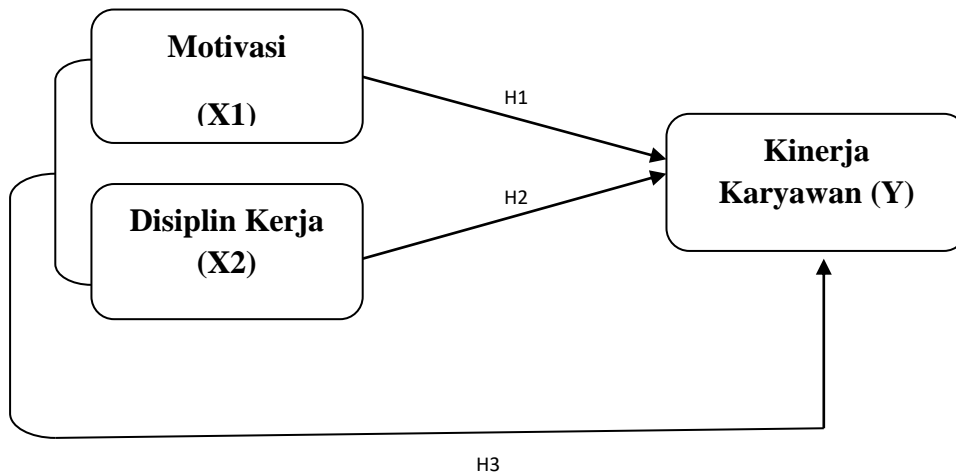 Motivasi
(X1)
H1
Kinerja
Karyawan (Y)
H2
Disiplin Kerja
(X2)
H3